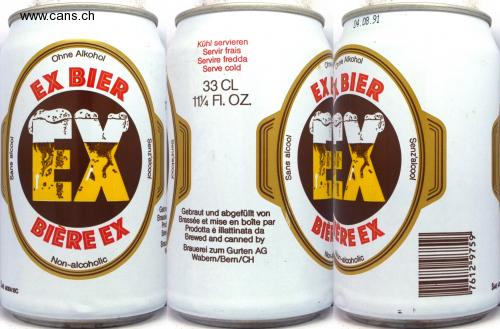 www.cans.ch
Ohne Alkohol
EX BIER
EX
Sans alcool
Senz'alcool
BIÈRE EX
Non-alcoholic
Kühl servieren
Servir frais
Servire fredda
Serve cold
33 CL
11¼ FL. OZ.
Gebraut und abgefüllt von
Brassée et mise en boîte par
Prodotta e illattinata da
Brewed and canned by
Brauerei zum Gurten AG
Wabern/Bern/CH
04.08.91
Ohne Alkohol
EX BIER
EX
Sans alcool
Senz'alcool
BIÈRE EX
Non-alcoholic
7612-9759